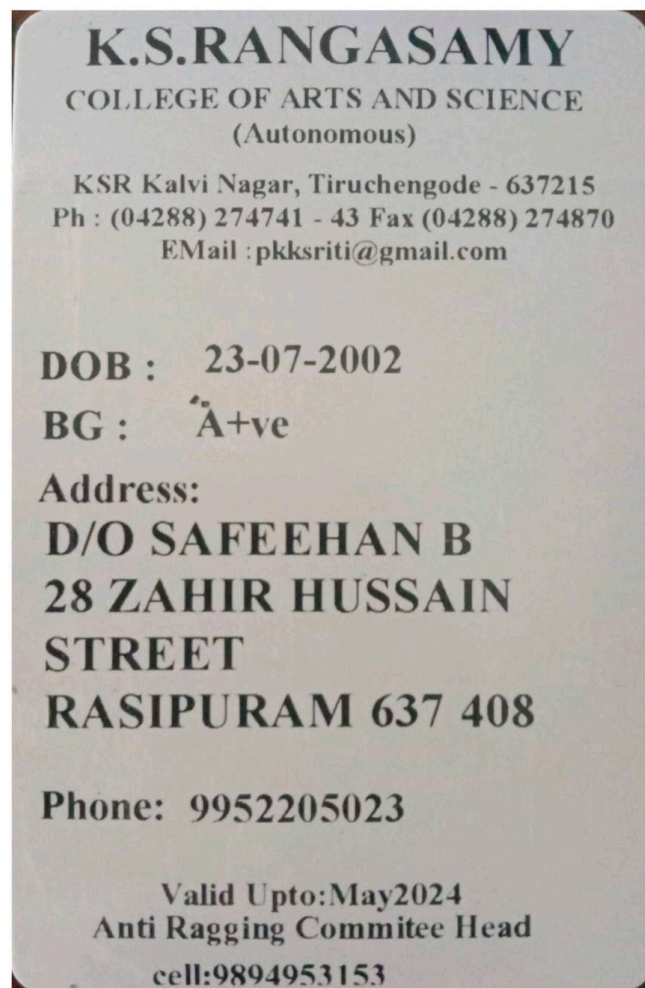 K.S.RANGASAMY
COLLEGE OF ARTS AND SCIENCE
(Autonomous)
KSR Kalvi Nagar, Tiruchengode - 637215
Ph : (04288) 274741 - 43 Fax (04288) 274870
EMail :pkksriti@gmail.com
DOB : 23-07-2002
BG : A+ve
Address:
D/O SAFEEHAN B
28 ZAHIR HUSSAIN
STREET
RASIPURAM 637 408
Phone: 9952205023
Valid Upto:May2024
Anti Ragging Commitee Head
cell:9894953153